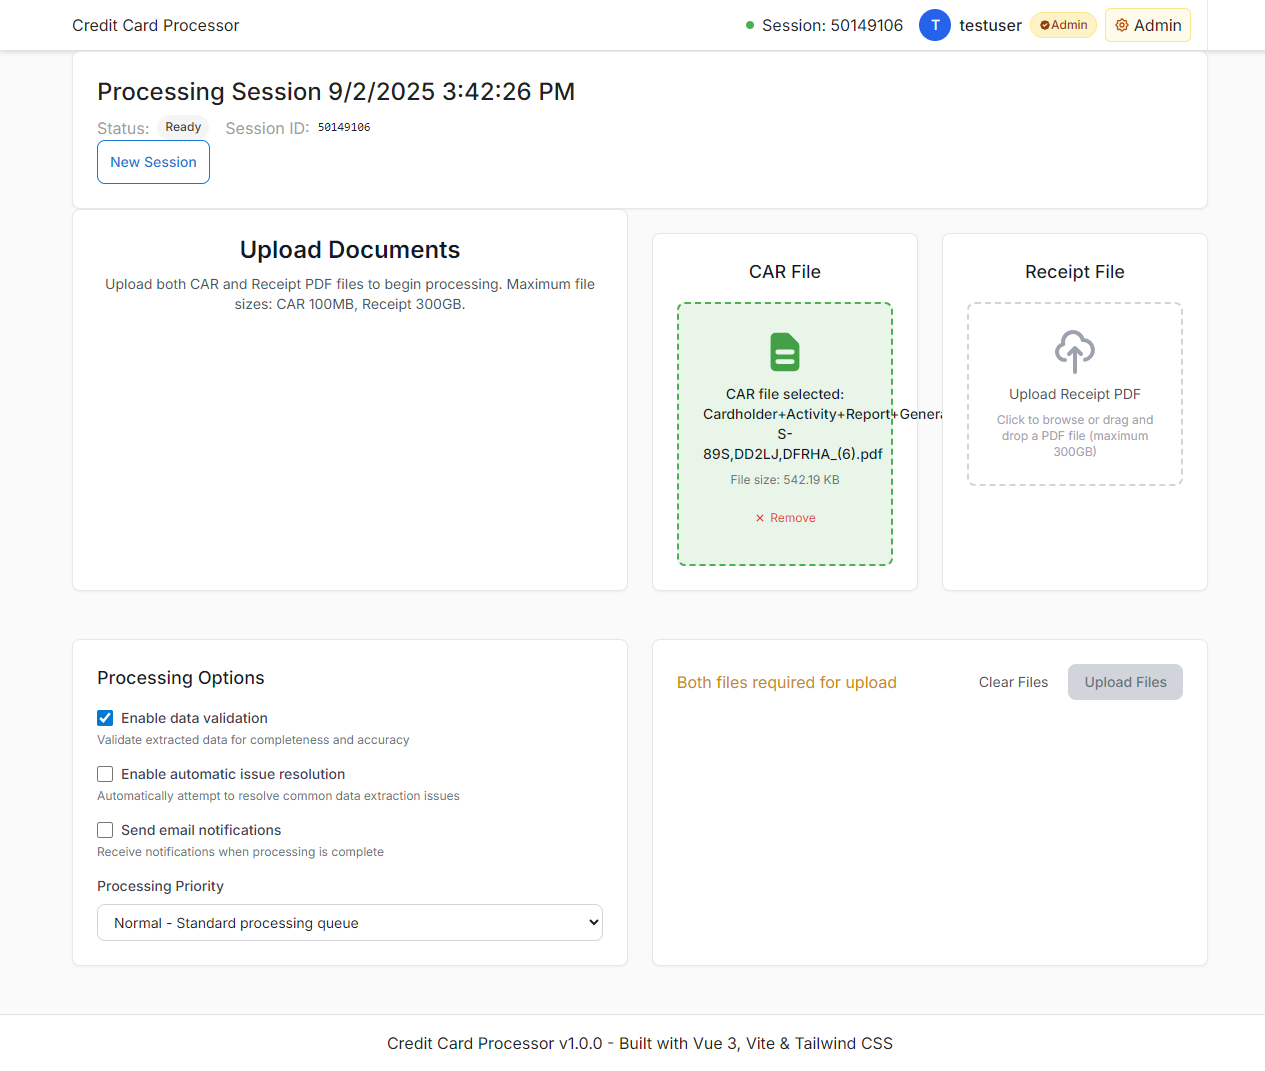 Credit Card Processor
Session: 50149106
T
testuser
Admin
Admin
Processing Session 9/2/2025 3:42:26 PM
Status: Ready Session ID: 50149106
New Session
Upload Documents
Upload both CAR and Receipt PDF files to begin processing. Maximum file
sizes: CAR 100MB, Receipt 300GB.
CAR File
CAR file selected:
Cardholder+Activity+Report+Genera
S-
89S,DD2LJ,DFRHA_(6).pdf
File size: 542.19 KB
× Remove
Receipt File
Upload Receipt PDF
Click to browse or drag and
drop a PDF file (maximum
300GB)
Processing Options
Enable data validation
Validate extracted data for completeness and accuracy
Enable automatic issue resolution
Automatically attempt to resolve common data extraction issues
Send email notifications
Receive notifications when processing is complete
Processing Priority
Normal - Standard processing queue
Both files required for upload
Clear Files
Upload Files
Credit Card Processor v1.0.0 - Built with Vue 3, Vite & Tailwind CSS